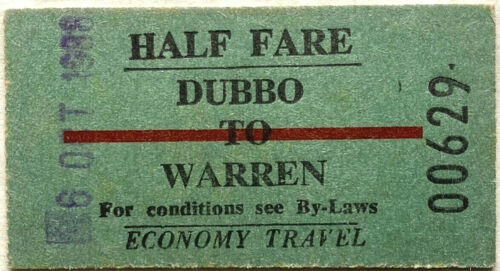 HALF FARE
DUBBO
TO
WARREN
For conditions see By-Laws
ECONOMY TRAVEL
00629
6 OCT